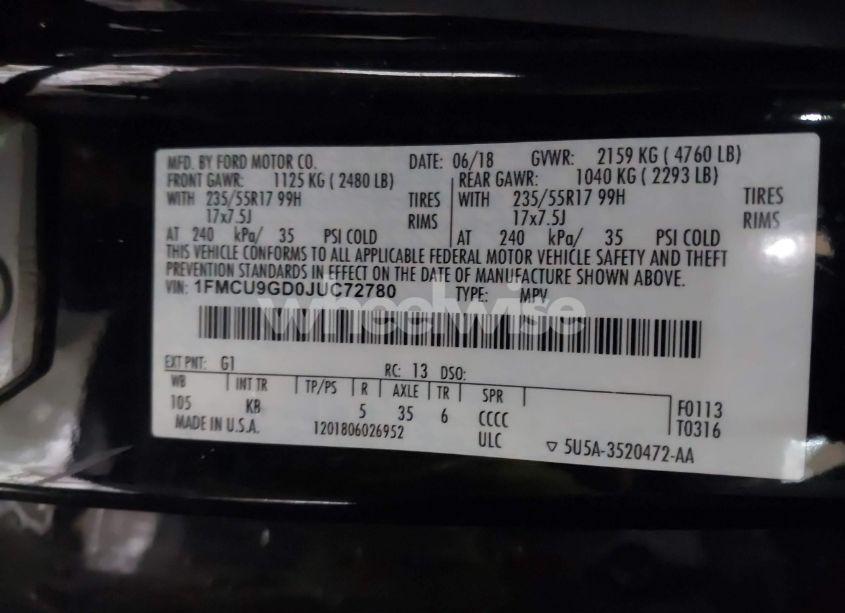 MFD. BY FORD MOTOR CO. DATE: 06/18 GVWR: 2159 KG ( 4760 LB)
FRONT GAWR: 1125 KG ( 2480 LB) REAR GAWR: 1040 KG ( 2293 LB)
WITH 235/55R17 99H TIRES WITH 235/55R17 99H TIRES
17x7.5J RIMS 17x7.5J RIMS
AT 240 kPa/ 35 PSI COLD AT 240 kPa/ 35 PSI COLD
THIS VEHICLE CONFORMS TO ALL APPLICABLE FEDERAL MOTOR VEHICLE SAFETY AND THEFT
PREVENTION STANDARDS IN EFFECT ON THE DATE OF MANUFACTURE SHOWN ABOVE.
VIN: 1FMCU9GD0JUC72780 TYPE: MPV
wheelwise
EXT PNT: G1 RC: 13 DSO:
WB INT TR TP/PS R AXLE TR SPR
105 KB 5 35 6 CCCC F0113
MADE IN U.S.A. 1201806026952 ULC T0316
5U5A-3520472-AA